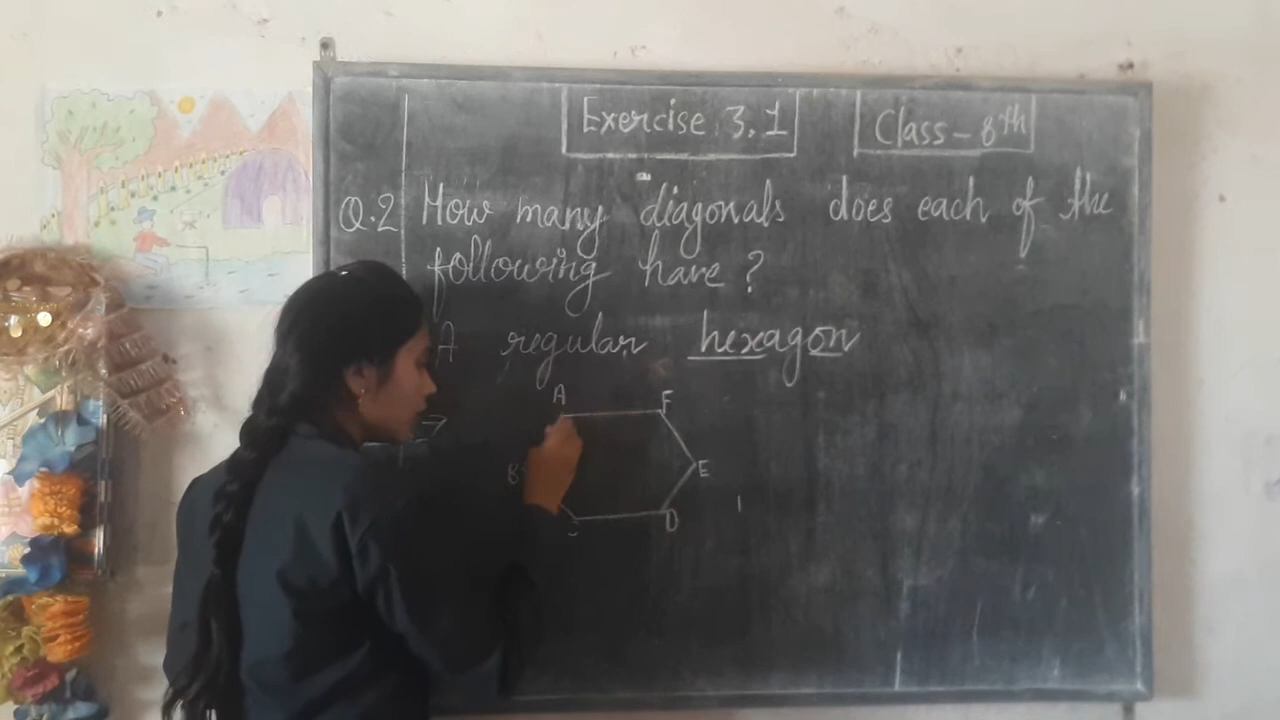 Exercise 3.1
Class - 8th
Q.2 How many diagonals does each of the
following have?
A regular hexagon
A F
B E
D